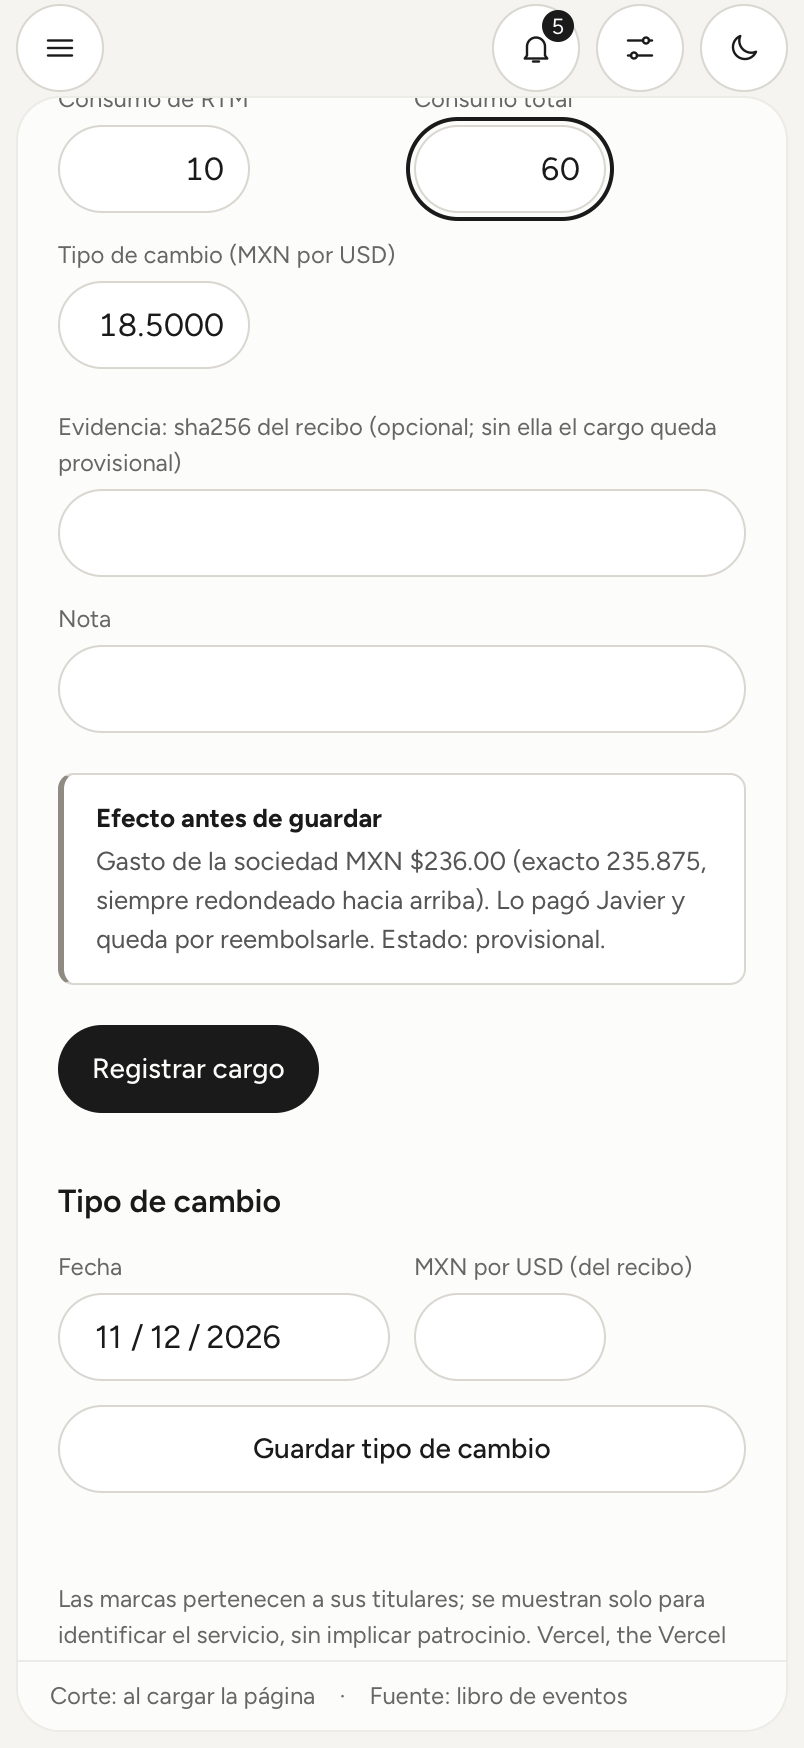 5
Consumo de RTM
Consumo total
10
60
Tipo de cambio (MXN por USD)
18.5000
Evidencia: sha256 del recibo (opcional; sin ella el cargo queda
provisional)
Nota
Efecto antes de guardar
Gasto de la sociedad MXN $236.00 (exacto 235.875,
siempre redondeado hacia arriba). Lo pagó Javier y
queda por reembolsarle. Estado: provisional.
Registrar cargo
Tipo de cambio
Fecha
MXN por USD (del recibo)
11 / 12 / 2026
Guardar tipo de cambio
Las marcas pertenecen a sus titulares; se muestran solo para
identificar el servicio, sin implicar patrocinio. Vercel, the Vercel
Corte: al cargar la página · Fuente: libro de eventos